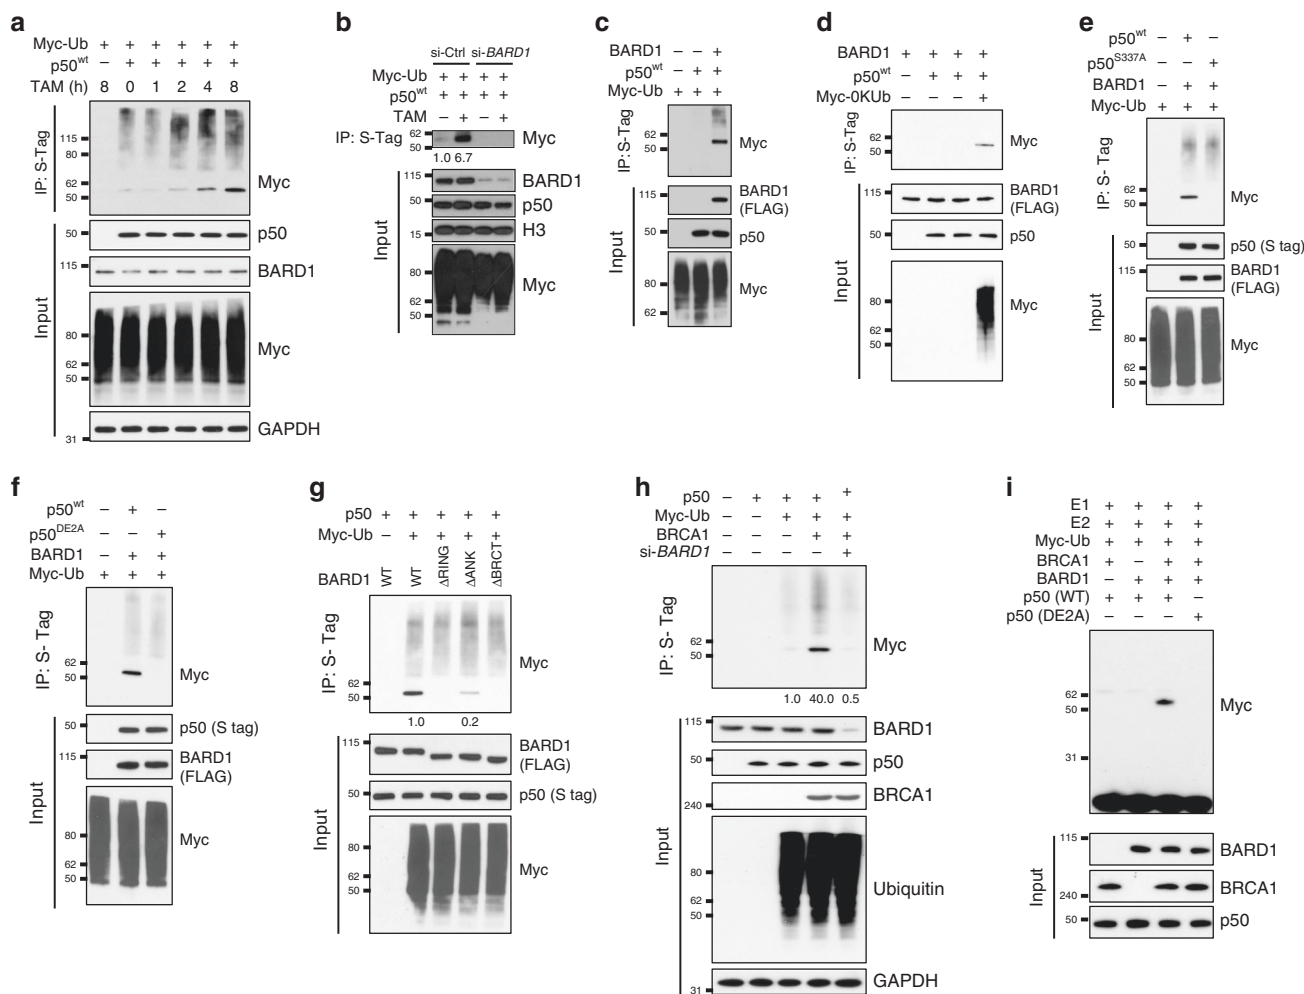 a
Myc-Ub + + + + + +
p50wt – + + + + +
TAM (h) 8 0 1 2 4 8
IP: S-Tag
115
80
62
50
Myc
Input
50
p50
115
BARD1
80
62
50
Myc
31
GAPDH
b
si-Ctrl si-BARD1
Myc-Ub + + + +
p50wt + + + +
TAM – + – +
IP: S-Tag
62
50
Myc
1.0 6.7
Input
115
BARD1
50
p50
15
H3
80
62
50
Myc
c
BARD1 – – +
p50wt – + +
Myc-Ub + + +
IP: S-Tag
62
50
Myc
Input
115
BARD1
(FLAG)
50
p50
80
62
Myc
d
BARD1 + + + +
p50wt – + + +
Myc-0KUb +
IP: S-Tag
62
50
Myc
Input
115
BARD1
(FLAG)
50
p50
80
62
50
Myc
e
p50wt – + –
p50S337A – – +
BARD1 – + +
Myc-Ub + + +
IP: S- Tag
62
50
Myc
Input
50
p50 (S tag)
115
BARD1
(FLAG)
80
62
50
Myc
f
p50wt – + –
p50DE2A – – +
BARD1 – + +
Myc-Ub + + +
IP: S- Tag
62
50
Myc
Input
50
p50 (S tag)
115
BARD1
(FLAG)
80
62
50
Myc
g
p50 + + + + +
Myc-Ub – + + + +
BARD1 WT WT ΔRING ΔANK ΔBRCT
IP: S- Tag
62
50
Myc
1.0 0.2
Input
115
BARD1
(FLAG)
50
p50 (S tag)
80
62
50
Myc
h
p50 – + + + +
Myc-Ub – – + + +
BRCA1 – – – + +
si-BARD1 – – – – +
IP: S- Tag
62
50
Myc
1.0 40.0 0.5
Input
115
BARD1
50
p50
240
BRCA1
80
62
50
Ubiquitin
31
GAPDH
i
E1 + + + +
E2 + + + +
Myc-Ub + + + +
BRCA1 + – + +
BARD1 – + + +
p50 (WT) + + + –
p50 (DE2A) – – – +
62
50
31
Myc
Input
115
BARD1
240
BRCA1
50
p50